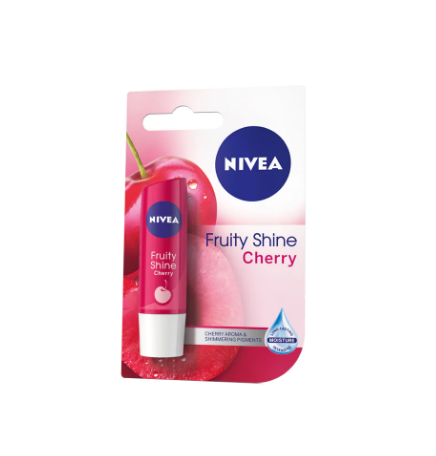 NIVEA
Fruity Shine
Cherry
NIVEA
Fruity
Shine
Cherry
CHERRY AROMA &
SHIMMERING PIGMENTS
MOISTURE